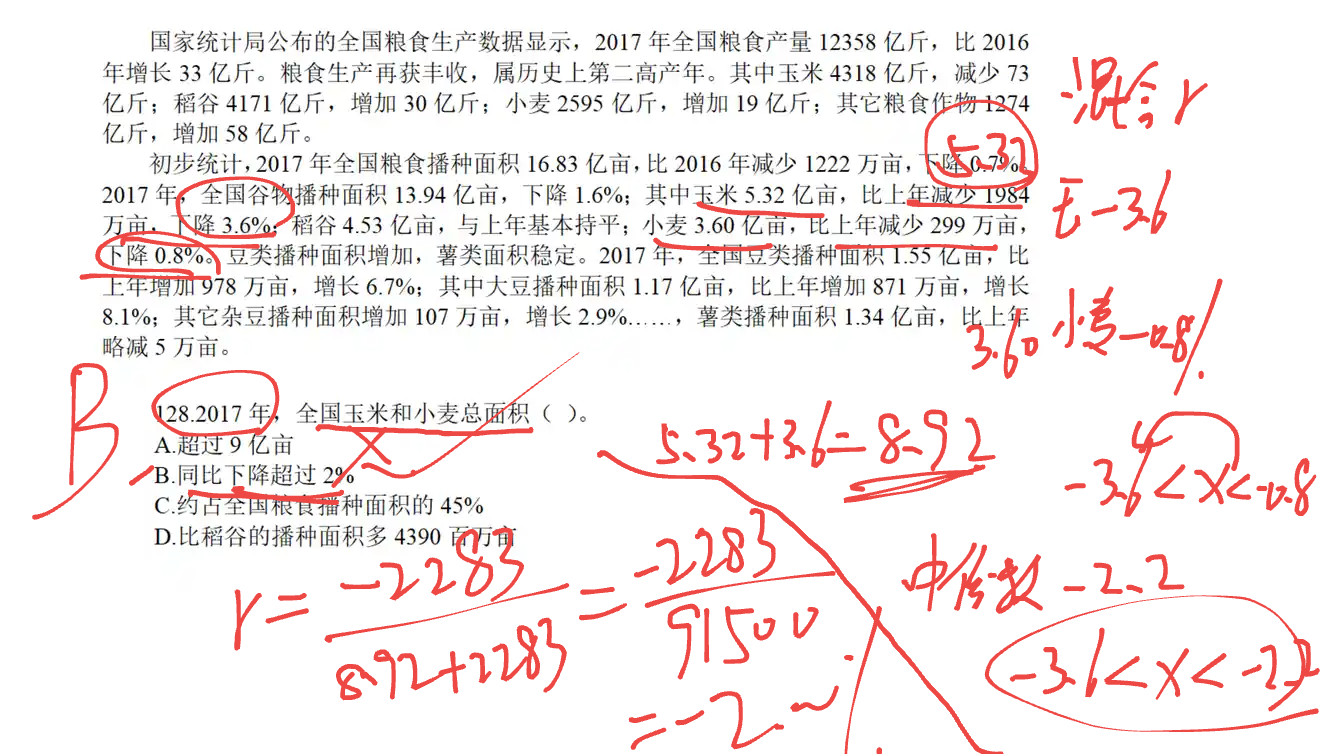 国家统计局公布的全国粮食生产数据显示，2017 年全国粮食产量 12358 亿斤，比 2016
年增长 33 亿斤。粮食生产再获丰收，属历史上第二高产年。其中玉米 4318 亿斤，减少 73
亿斤；稻谷 4171 亿斤，增加 30 亿斤；小麦 2595 亿斤，增加 19 亿斤；其它粮食作物 1274
亿斤，增加 58 亿斤。
初步统计，2017 年全国粮食播种面积 16.83 亿亩，比 2016 年减少 1222 万亩，下降 0.7%。
2017 年，全国谷物播种面积 13.94 亿亩，下降 1.6%；其中玉米 5.32 亿亩，比上年减少 1984
万亩，下降 3.6%；稻谷 4.53 亿亩，与上年基本持平；小麦 3.60 亿亩，比上年减少 299 万亩，
下降 0.8%。豆类播种面积增加，薯类面积稳定。2017 年，全国豆类播种面积 1.55 亿亩，比
上年增加 978 万亩，增长 6.7%；其中大豆播种面积 1.17 亿亩，比上年增加 871 万亩，增长
8.1%；其它杂豆播种面积增加 107 万亩，增长 2.9%……，薯类播种面积 1.34 亿亩，比上年
略减 5 万亩。
128.2017 年，全国玉米和小麦总面积（ ）。
A.超过 9 亿亩
B.同比下降超过 2%
C.约占全国粮食播种面积的 45%
D.比稻谷的播种面积多 4390 百万亩
混合 r
5.32
-3.6
3.60 小麦 -0.8%
B
5.32+3.6=8.92
-3.6<x<-0.8
中位数 -2.2
-3.6<x<-2.2
r= -2283
8.92+2283
= -2283
91500
=-2.~